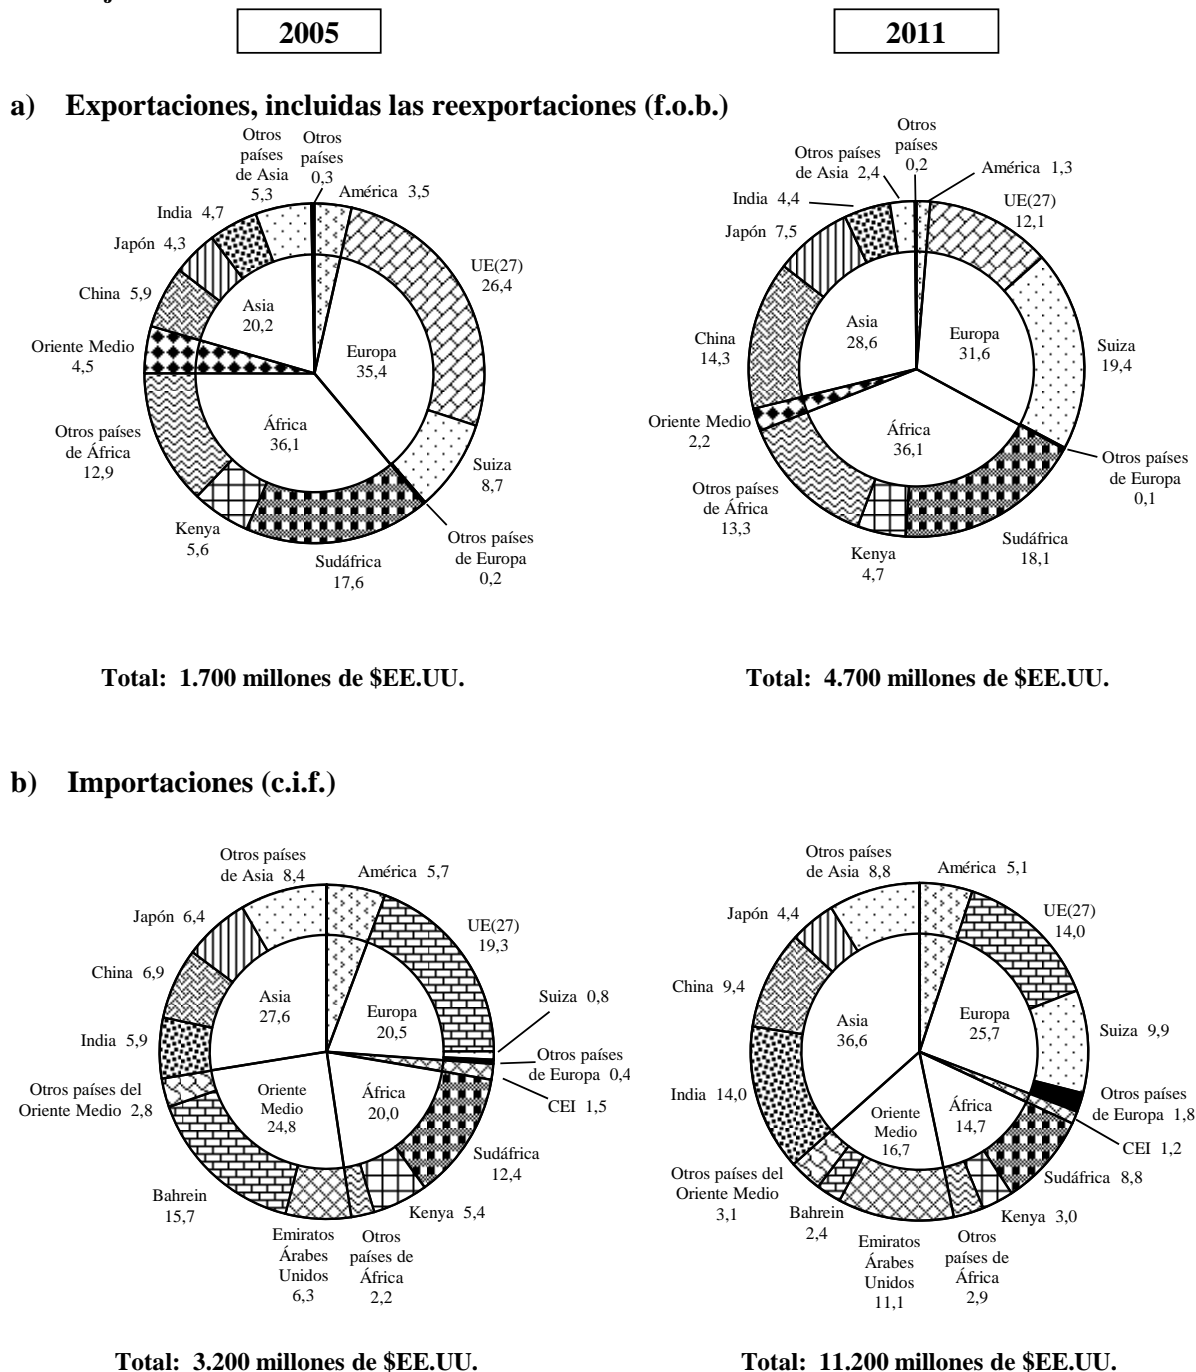 2005
2011
a) Exportaciones, incluidas las reexportaciones (f.o.b.)
Otros
países
de Asia
5,3
Otros
países
0,3
América 3,5
India 4,7
Japón 4,3
China 5,9
Oriente Medio
4,5
Asia
20,2
Europa
35,4
África
36,1
UE(27)
26,4
Suiza
8,7
Otros países
de Europa
0,2
Sudáfrica
17,6
Kenya
5,6
Otros países
de África
12,9
Otros
países
0,2
Otros países
de Asia 2,4
América 1,3
India 4,4
UE(27)
12,1
Japón 7,5
China
14,3
Asia
28,6
Europa
31,6
África
36,1
Suiza
19,4
Oriente Medio
2,2
Otros países
de Europa
0,1
Otros países
de África
13,3
Kenya
4,7
Sudáfrica
18,1
Total: 1.700 millones de $EE.UU.
Total: 4.700 millones de $EE.UU.
b) Importaciones (c.i.f.)
Otros países
de Asia 8,4
América 5,7
Japón 6,4
UE(27)
19,3
China 6,9
India 5,9
Asia
27,6
Europa
20,5
Suiza 0,8
Otros países
de Europa 0,4
CEI 1,5
Otros países del
Oriente Medio 2,8
Oriente
Medio
24,8
África
20,0
Sudáfrica
12,4
Kenya 5,4
Bahrein
15,7
Emiratos
Árabes
Unidos
6,3
Otros
países de
África
2,2
Otros países
de Asia 8,8
América 5,1
Japón 4,4
UE(27)
14,0
China 9,4
Asia
36,6
Europa
25,7
Suiza 9,9
India 14,0
Oriente
Medio
16,7
África
14,7
Otros países
de Europa 1,8
CEI 1,2
Sudáfrica 8,8
Otros países del
Oriente Medio
3,1
Bahrein
2,4
Kenya 3,0
Emiratos
Árabes
Unidos
11,1
Otros
países de
África
2,9
Total: 3.200 millones de $EE.UU.
Total: 11.200 millones de $EE.UU.